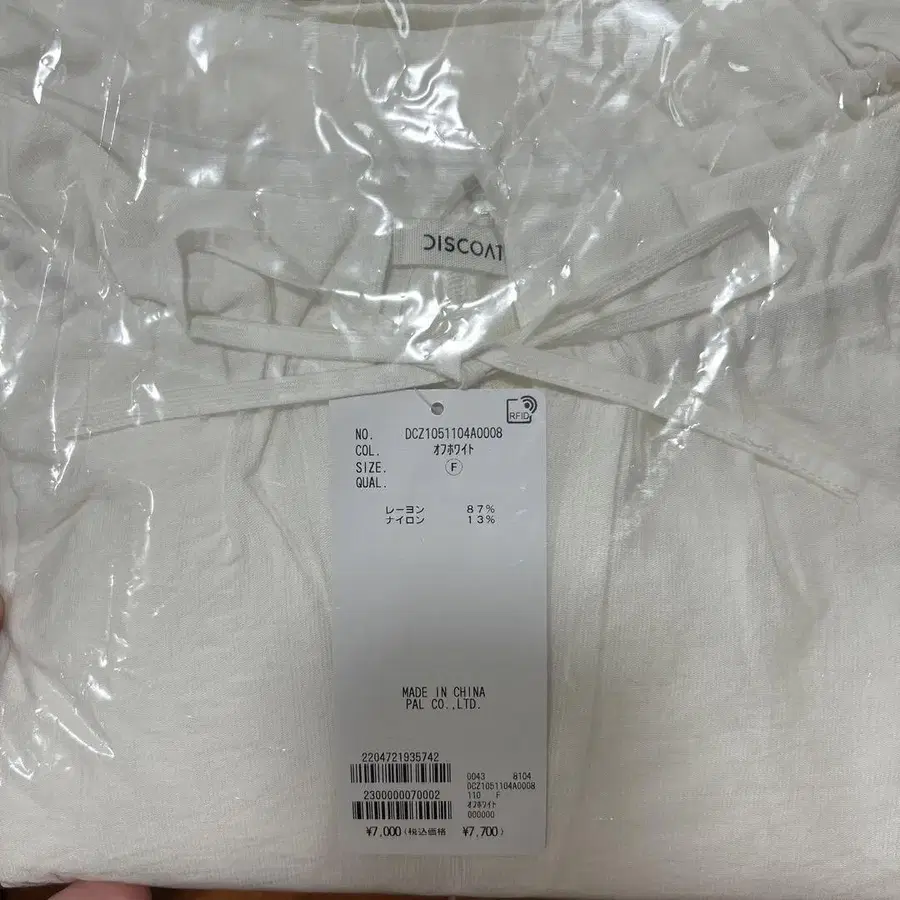 DISCOAT
RFID
NO. DCZ1051104A0008
COL. オフホワイト
SIZE. F
QUAL.
レーヨン 87%
ナイロン 13%
MADE IN CHINA
PAL CO.,LTD.
2204721935742
2300000070002
0043 8104
DCZ1051104A0008
110 F
オフホワイト
000000
¥7,000(税込価格 ¥7,700)